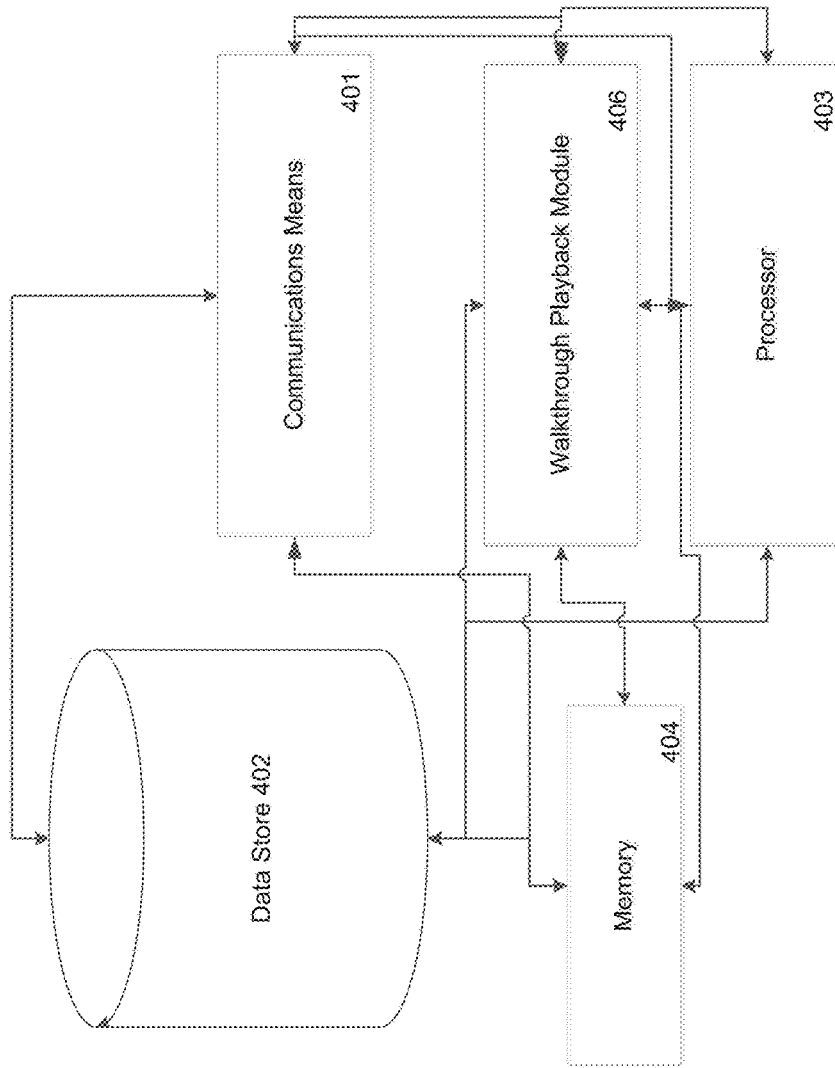 Data Store 402
Communications Means
401
Walkthrough Playback Module
406
Memory
404
Processor
403